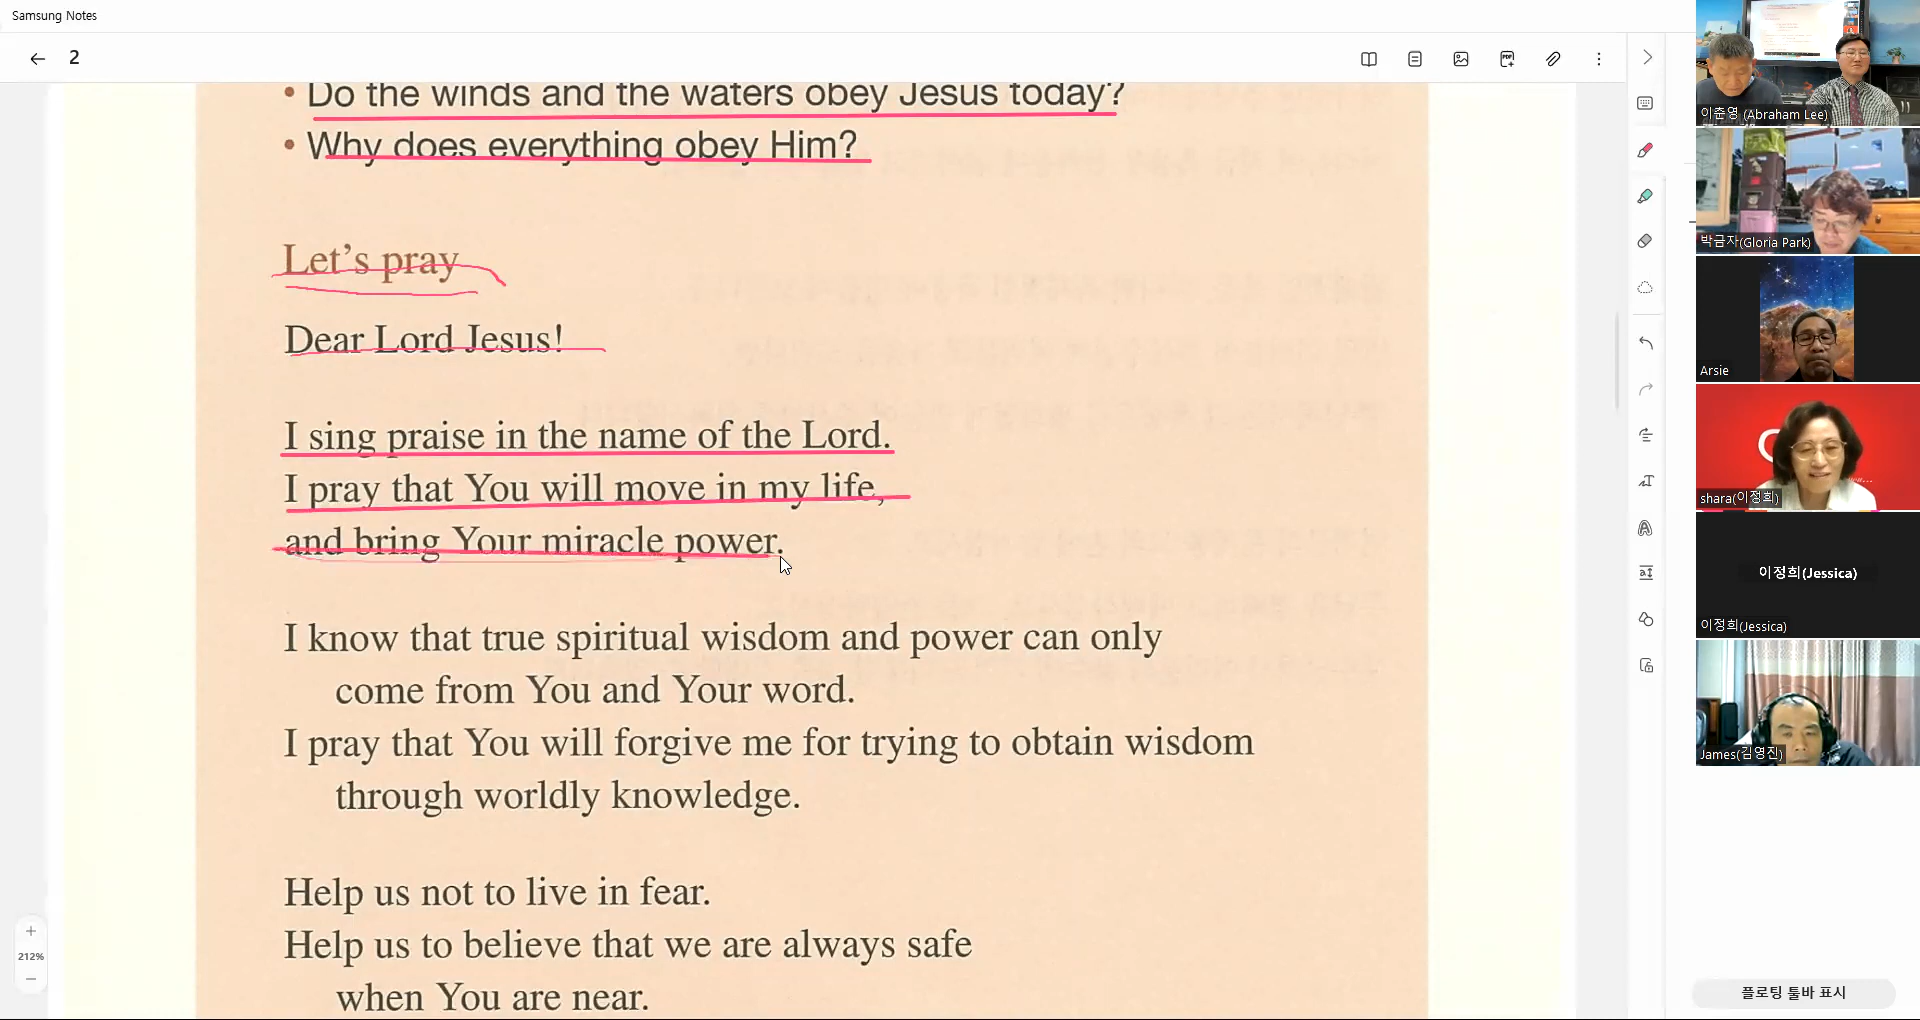 Samsung Notes
2
• Do the winds and the waters obey Jesus today?
• Why does everything obey Him?
Let's pray
Dear Lord Jesus!
I sing praise in the name of the Lord.
I pray that You will move in my life,
and bring Your miracle power.
I know that true spiritual wisdom and power can only
come from You and Your word.
I pray that You will forgive me for trying to obtain wisdom
through worldly knowledge.
Help us not to live in fear.
Help us to believe that we are always safe
when You are near.
212%
이춘영 (Abraham Lee)
박금자(Gloria Park)
Arsie
shara(이정희)
이정희(Jessica)
이정희(Jessica)
James(김영진)
플로팅 툴바 표시